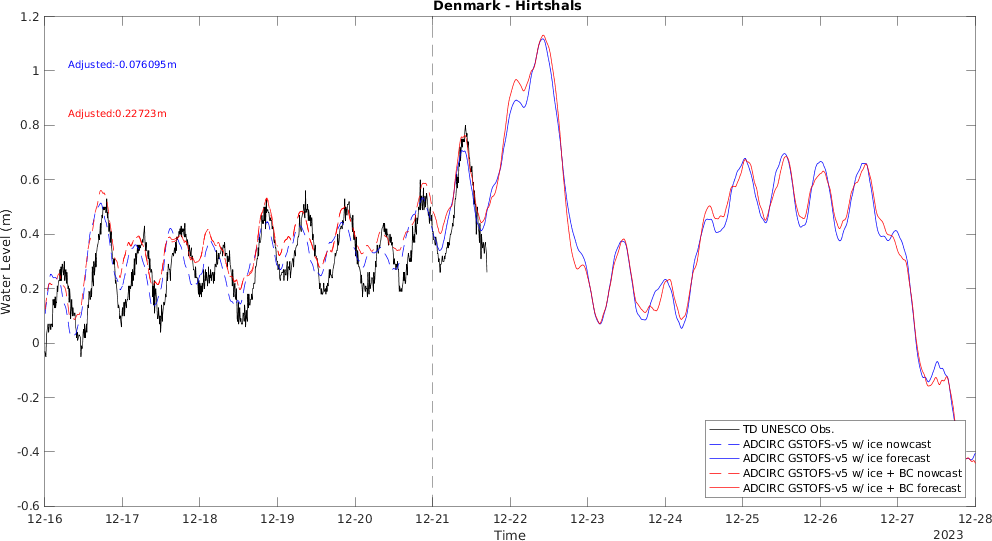 Denmark - Hirtshals
1.2
1
0.8
0.6
0.4
0.2
0
-0.2
-0.4
-0.6
Water Level (m)
Adjusted:-0.076095m
Adjusted:0.22723m
TD UNESCO Obs.
ADCIRC GSTOFS-v5 w/ ice nowcast
ADCIRC GSTOFS-v5 w/ ice forecast
ADCIRC GSTOFS-v5 w/ ice + BC nowcast
ADCIRC GSTOFS-v5 w/ ice + BC forecast
12-16 12-17 12-18 12-19 12-20 12-21 12-22 12-23 12-24 12-25 12-26 12-27 12-28
Time
2023